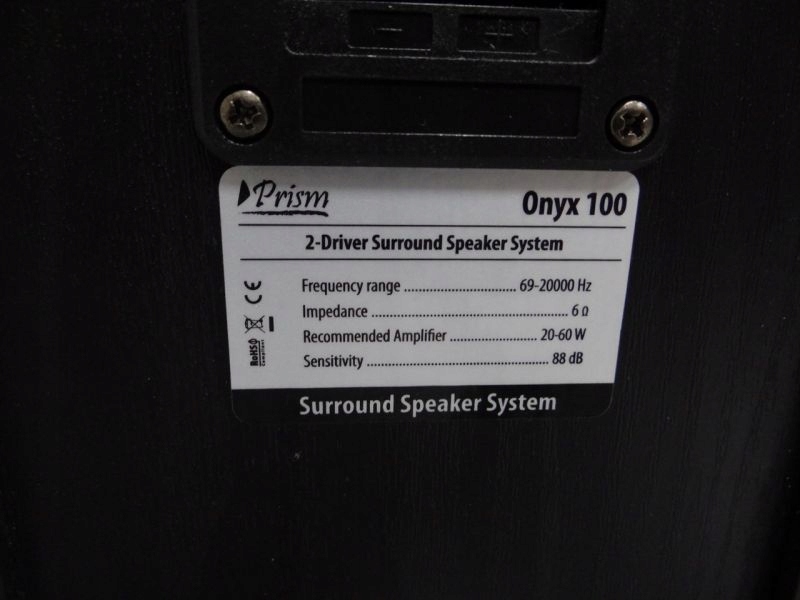 Prism
Onyx 100
2-Driver Surround Speaker System
Frequency range ............................... 69-20000 Hz
Impedance ....................................................... 6 Ω
Recommended Amplifier ........................ 20-60 W
Sensitivity .................................................... 88 dB
CE
RoHS
Compliant
Surround Speaker System